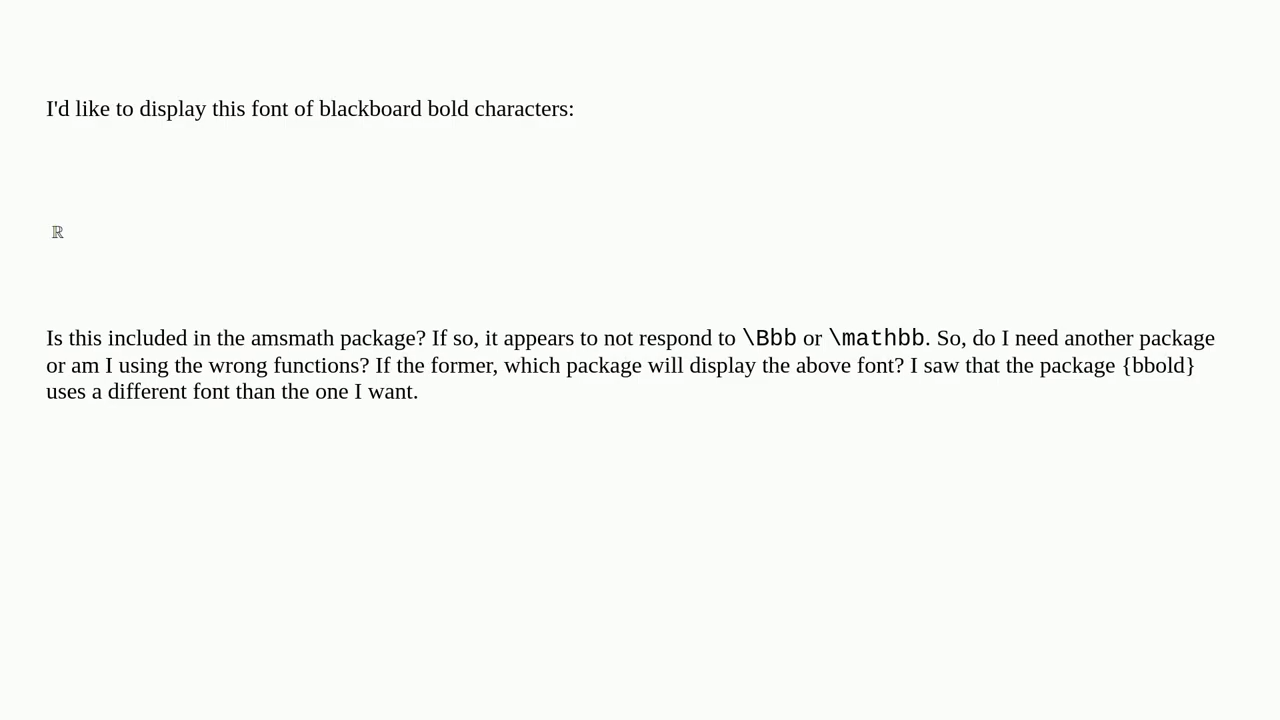 I'd like to display this font of blackboard bold characters:
ℝ
Is this included in the amsmath package? If so, it appears to not respond to \Bbb or \mathbb. So, do I need another package
or am I using the wrong functions? If the former, which package will display the above font? I saw that the package {bbold}
uses a different font than the one I want.